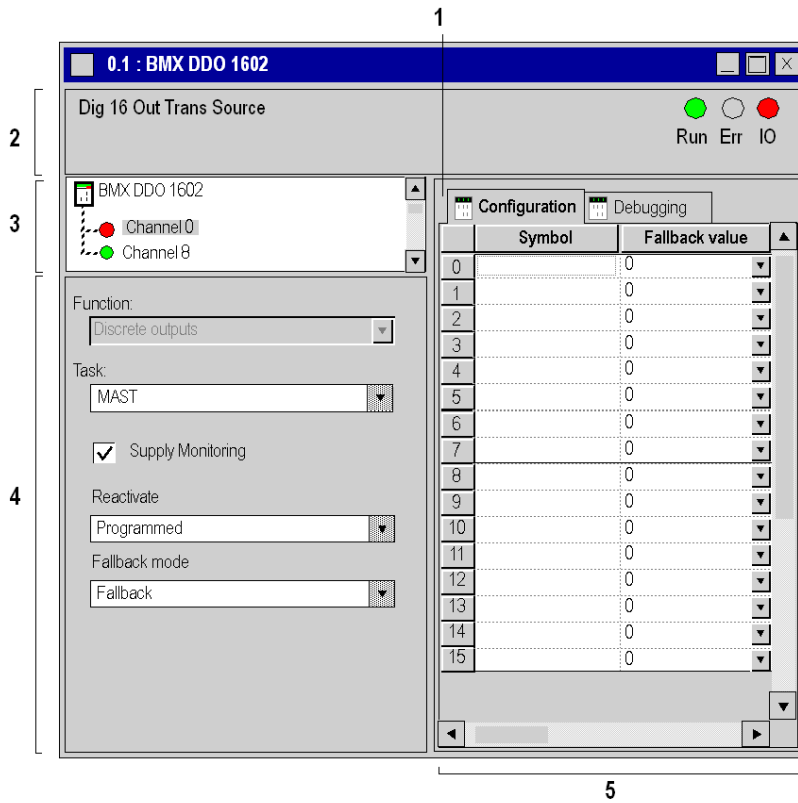 1
0.1 : BMX DDO 1602
Dig 16 Out Trans Source
Run Err IO
2
BMX DDO 1602
Channel 0
Channel 8
3
Configuration
Debugging
Symbol Fallback value
0 0
1 0
2 0
3 0
4 0
5 0
6 0
7 0
8 0
9 0
10 0
11 0
12 0
13 0
14 0
15 0
Function:
Discrete outputs
Task:
MAST
Supply Monitoring
Reactivate
Programmed
Fallback mode
Fallback
4
5